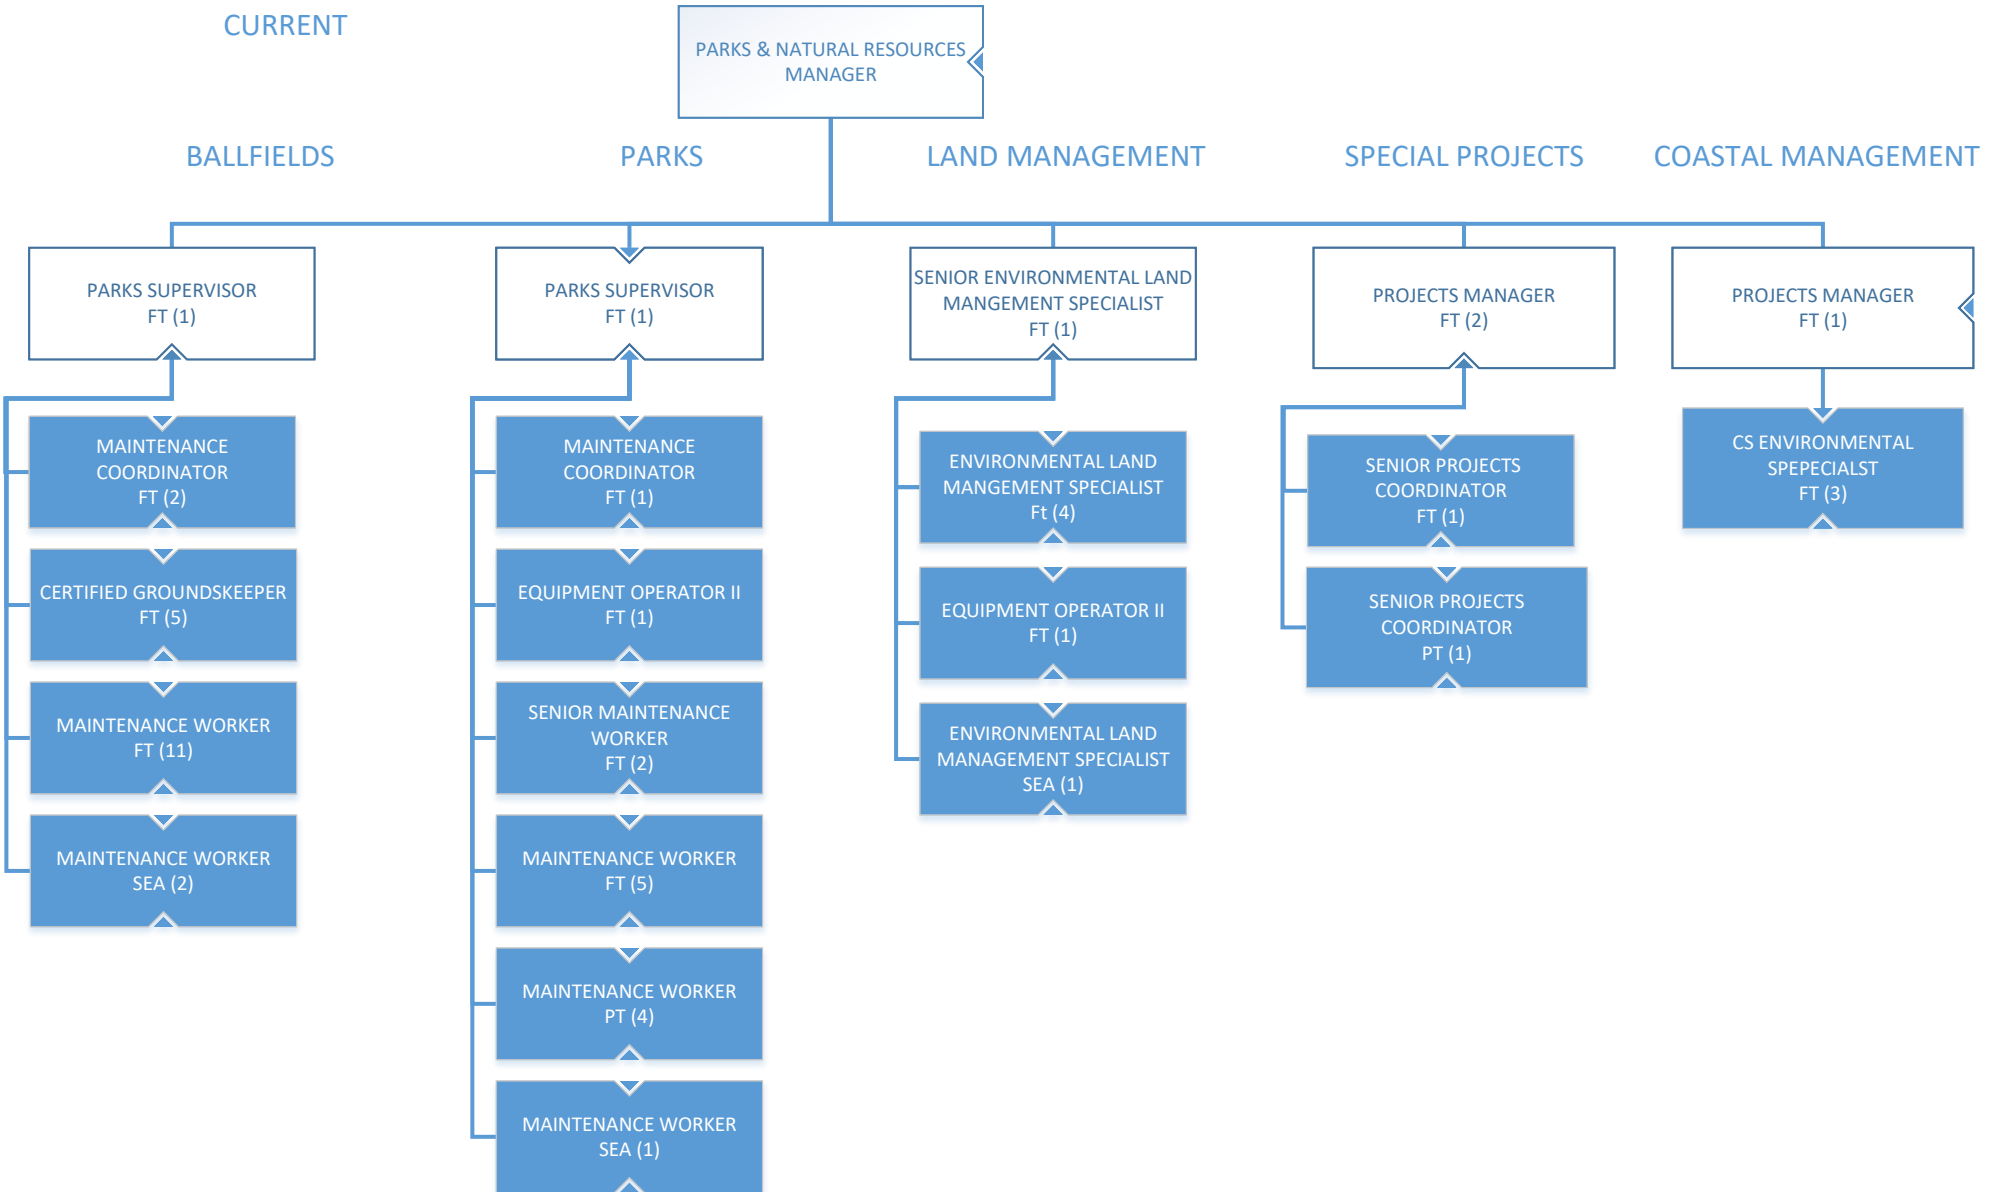 CURRENT
PARKS & NATURAL RESOURCES
MANAGER
BALLFIELDS
PARKS
LAND MANAGEMENT
SPECIAL PROJECTS
COASTAL MANAGEMENT
PARKS SUPERVISOR
FT (1)
PARKS SUPERVISOR
FT (1)
SENIOR ENVIRONMENTAL LAND
MANGEMENT SPECIALIST
FT (1)
PROJECTS MANAGER
FT (2)
PROJECTS MANAGER
FT (1)
MAINTENANCE
COORDINATOR
FT (2)
CERTIFIED GROUNDSKEEPER
FT (5)
MAINTENANCE WORKER
FT (11)
MAINTENANCE WORKER
SEA (2)
MAINTENANCE
COORDINATOR
FT (1)
EQUIPMENT OPERATOR II
FT (1)
SENIOR MAINTENANCE
WORKER
FT (2)
MAINTENANCE WORKER
FT (5)
MAINTENANCE WORKER
PT (4)
MAINTENANCE WORKER
SEA (1)
ENVIRONMENTAL LAND
MANGEMENT SPECIALIST
Ft (4)
EQUIPMENT OPERATOR II
FT (1)
ENVIRONMENTAL LAND
MANAGEMENT SPECIALIST
SEA (1)
SENIOR PROJECTS
COORDINATOR
FT (1)
SENIOR PROJECTS
COORDINATOR
PT (1)
CS ENVIRONMENTAL
SPEPECIALST
FT (3)